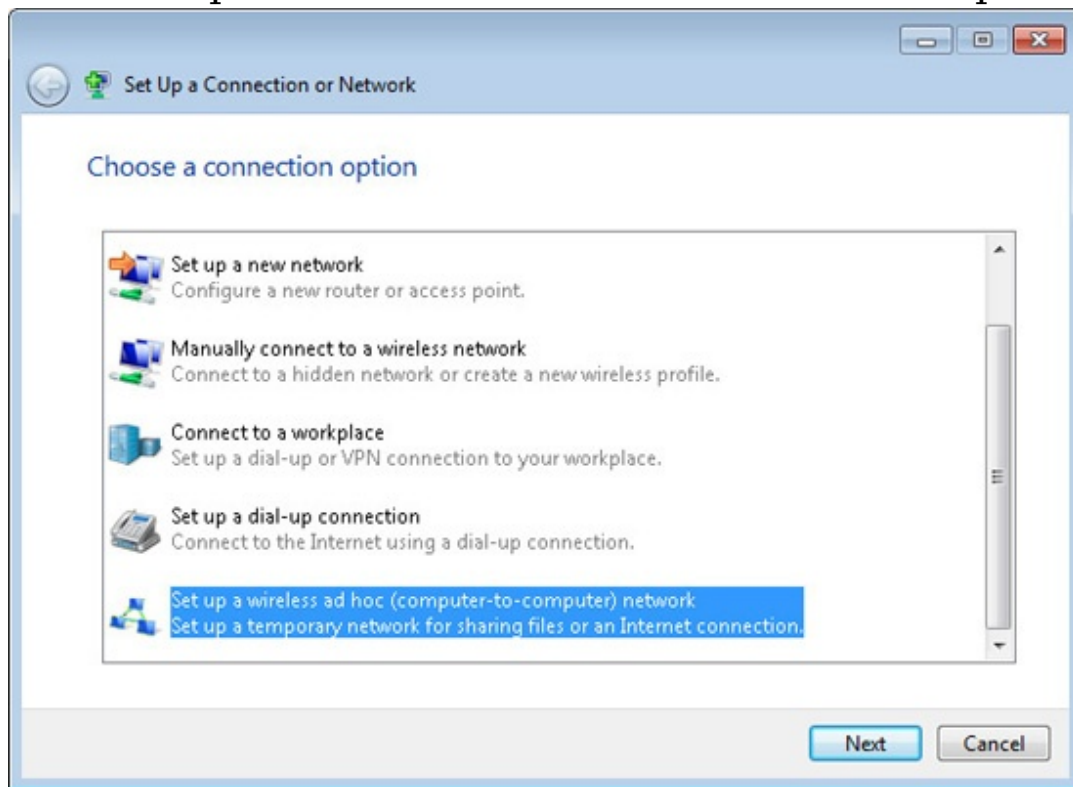 Set Up a Connection or Network
Choose a connection option
Set up a new network
Configure a new router or access point.
Manually connect to a wireless network
Connect to a hidden network or create a new wireless profile.
Connect to a workplace
Set up a dial-up or VPN connection to your workplace.
Set up a dial-up connection
Connect to the Internet using a dial-up connection.
Set up a wireless ad hoc (computer-to-computer) network
Set up a temporary network for sharing files or an Internet connection.
Next Cancel